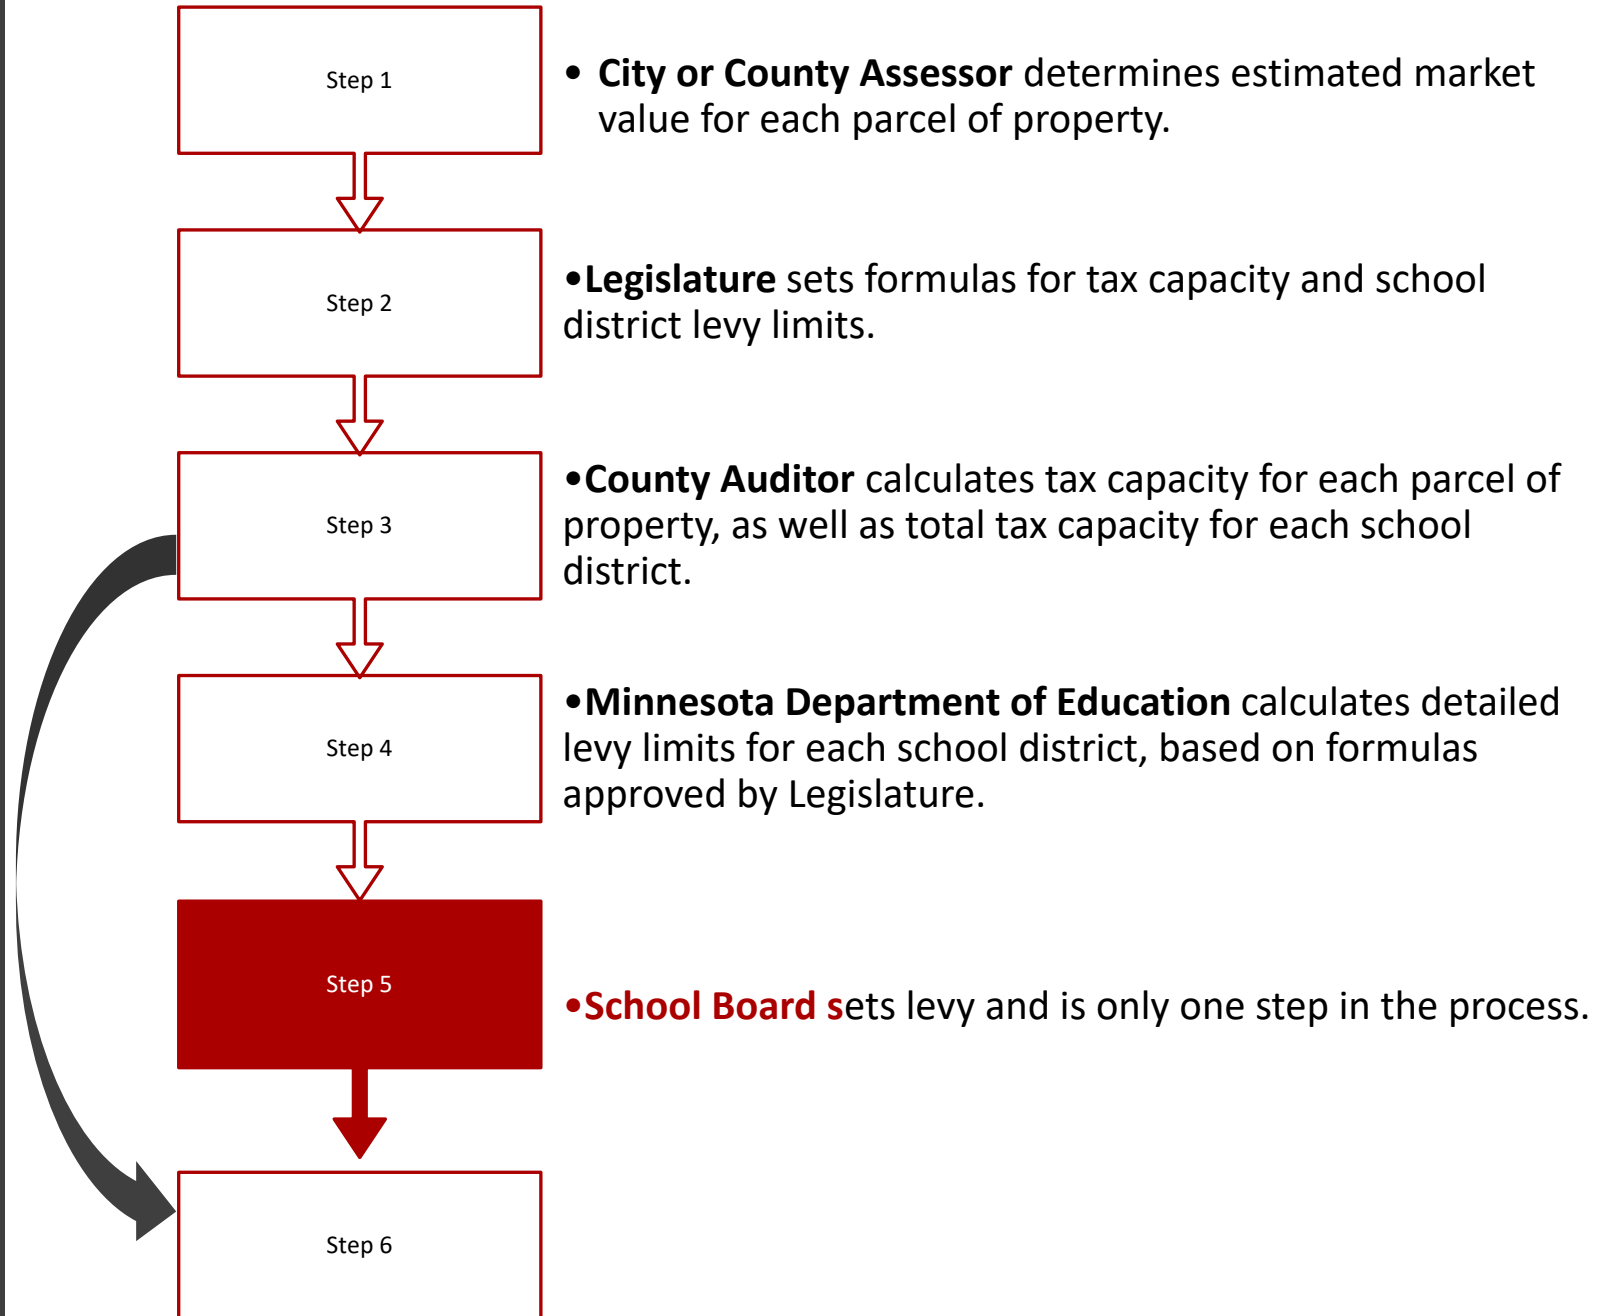 Step 1
• City or County Assessor determines estimated market
value for each parcel of property.
Step 2
•Legislature sets formulas for tax capacity and school
district levy limits.
Step 3
•County Auditor calculates tax capacity for each parcel of
property, as well as total tax capacity for each school
district.
Step 4
•Minnesota Department of Education calculates detailed
levy limits for each school district, based on formulas
approved by Legislature.
Step 5
•School Board sets levy and is only one step in the process.
Step 6